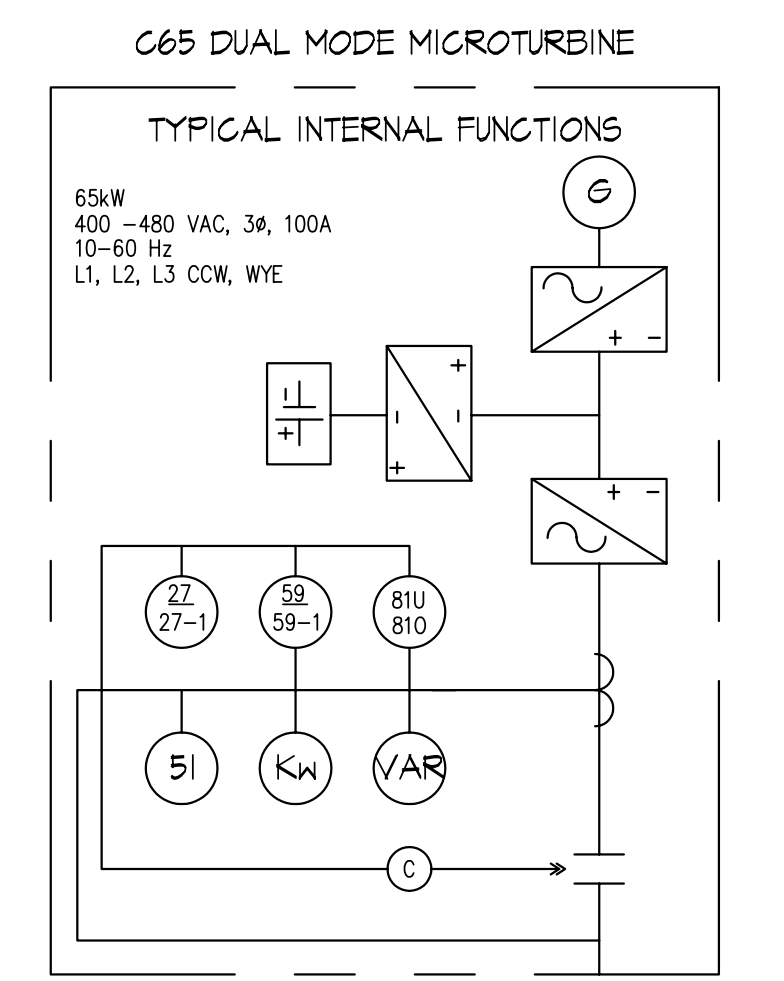 C65 DUAL MODE MICROTURBINE
TYPICAL INTERNAL FUNCTIONS
G
65kW
400 -480 VAC, 3ø, 100A
10-60 Hz
L1, L2, L3 CCW, WYE
+ -
+
-
+
- -
+
+ -
27
27-1
59
59-1
81U
81O
51
KW
VAR
C